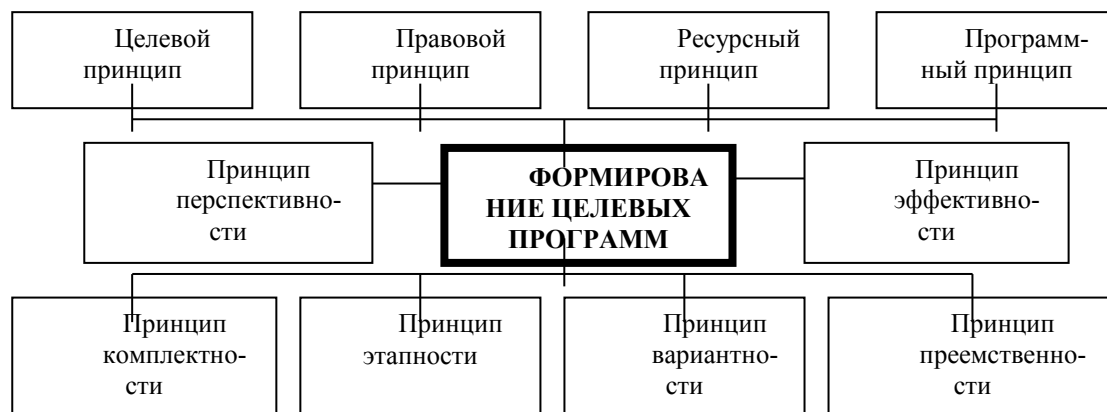 Целевой
принцип
Правовой
принцип
Ресурсный
принцип
Программ-
ный принцип
Принцип
перспективно-
сти
ФОРМИРОВА
НИЕ ЦЕЛЕВЫХ
ПРОГРАММ
Принцип
эффективно-
сти
Принцип
комплектно-
сти
Принцип
этапности
Принцип
вариантно-
сти
Принцип
преемственно-
сти